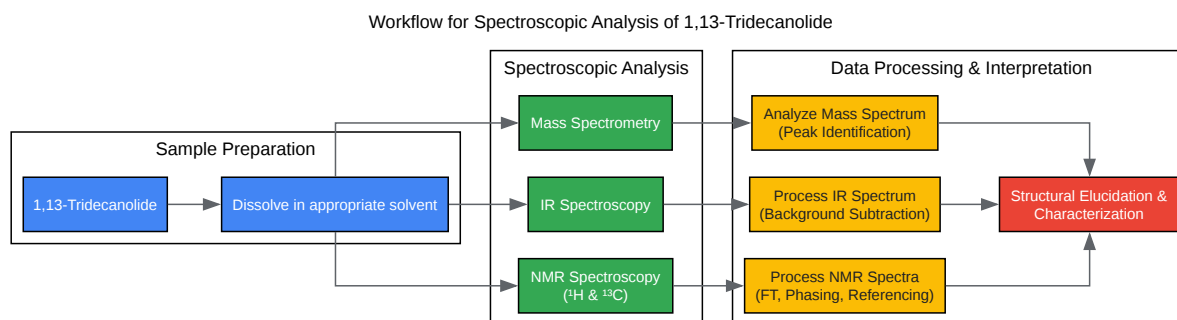 Workflow for Spectroscopic Analysis of 1,13-Tridecanolide
Sample Preparation
1,13-Tridecanolide
Dissolve in appropriate solvent
Spectroscopic Analysis
Mass Spectrometry
IR Spectroscopy
NMR Spectroscopy
(¹H & ¹³C)
Data Processing & Interpretation
Analyze Mass Spectrum
(Peak Identification)
Process IR Spectrum
(Background Subtraction)
Process NMR Spectra
(FT, Phasing, Referencing)
Structural Elucidation &
Characterization